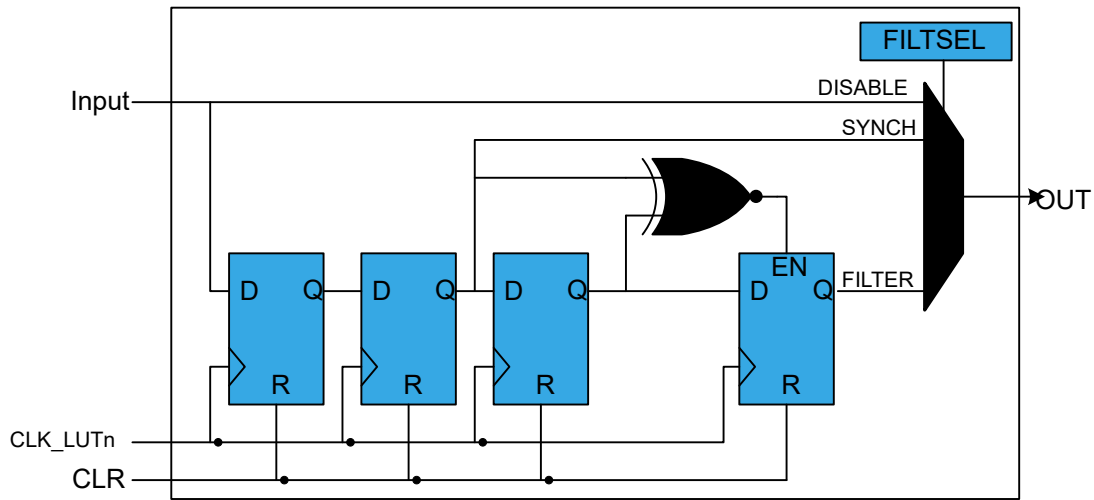 FILTSEL
Input
DISABLE
SYNCH
OUT
EN
D Q D Q D Q D Q
FILTER
R R R R
CLK_LUTn
CLR